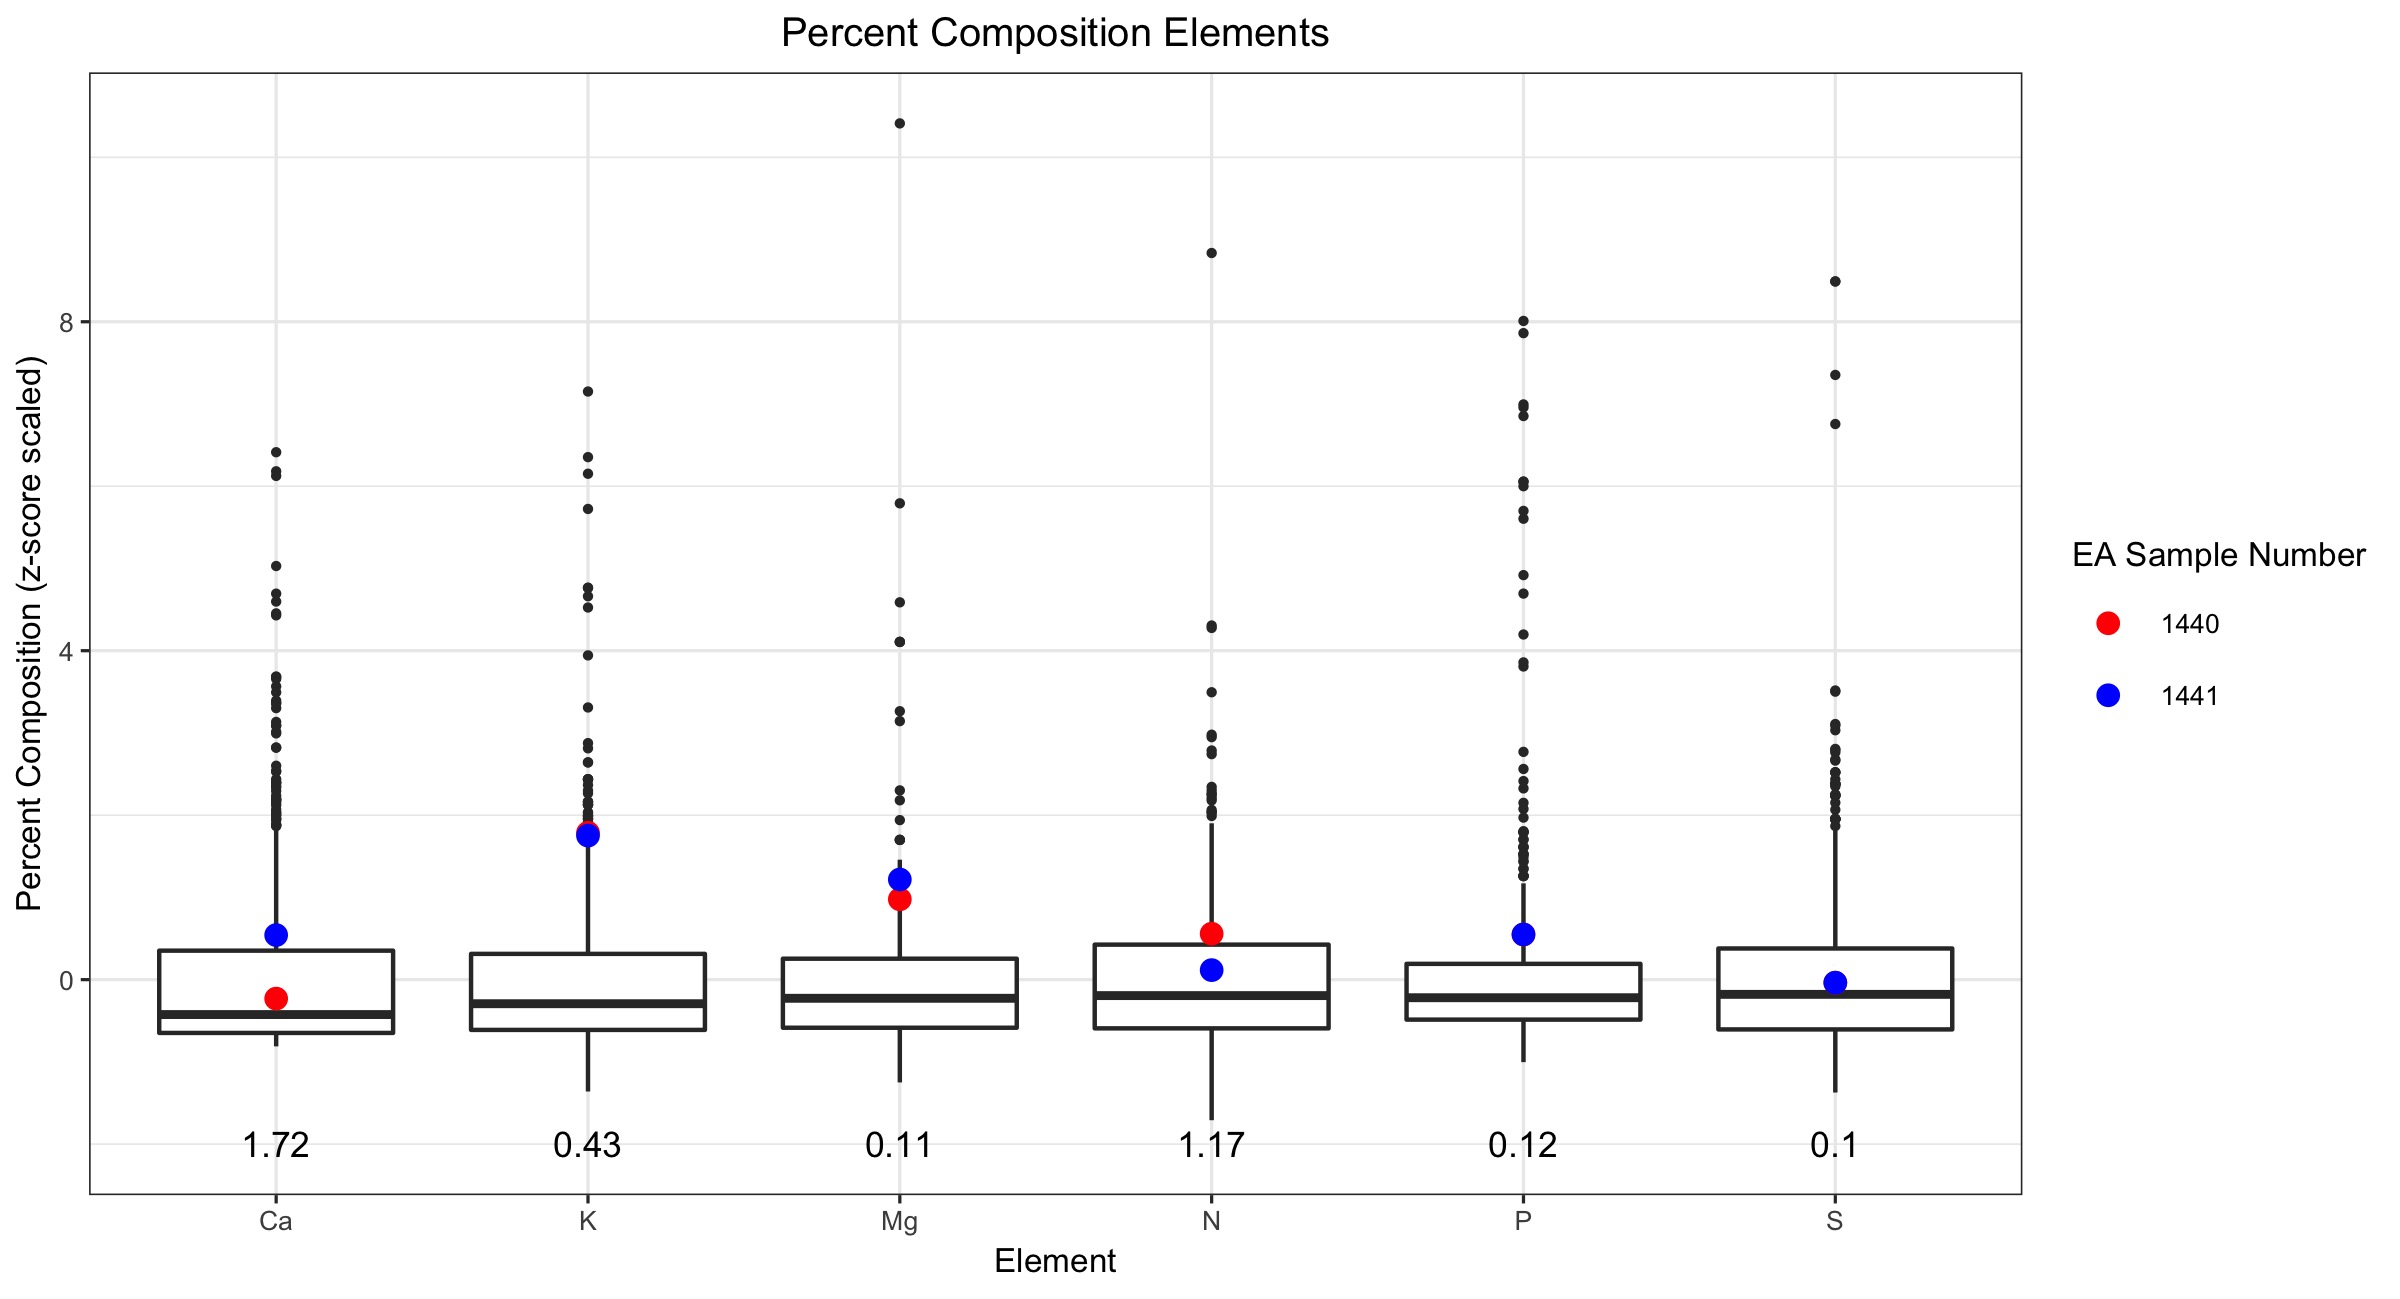 Percent Composition Elements
Percent Composition (z-score scaled)
8
4
0
1.72 0.43 0.11 1.17 0.12 0.1
Ca K Mg N P S
Element
EA Sample Number
1440
1441